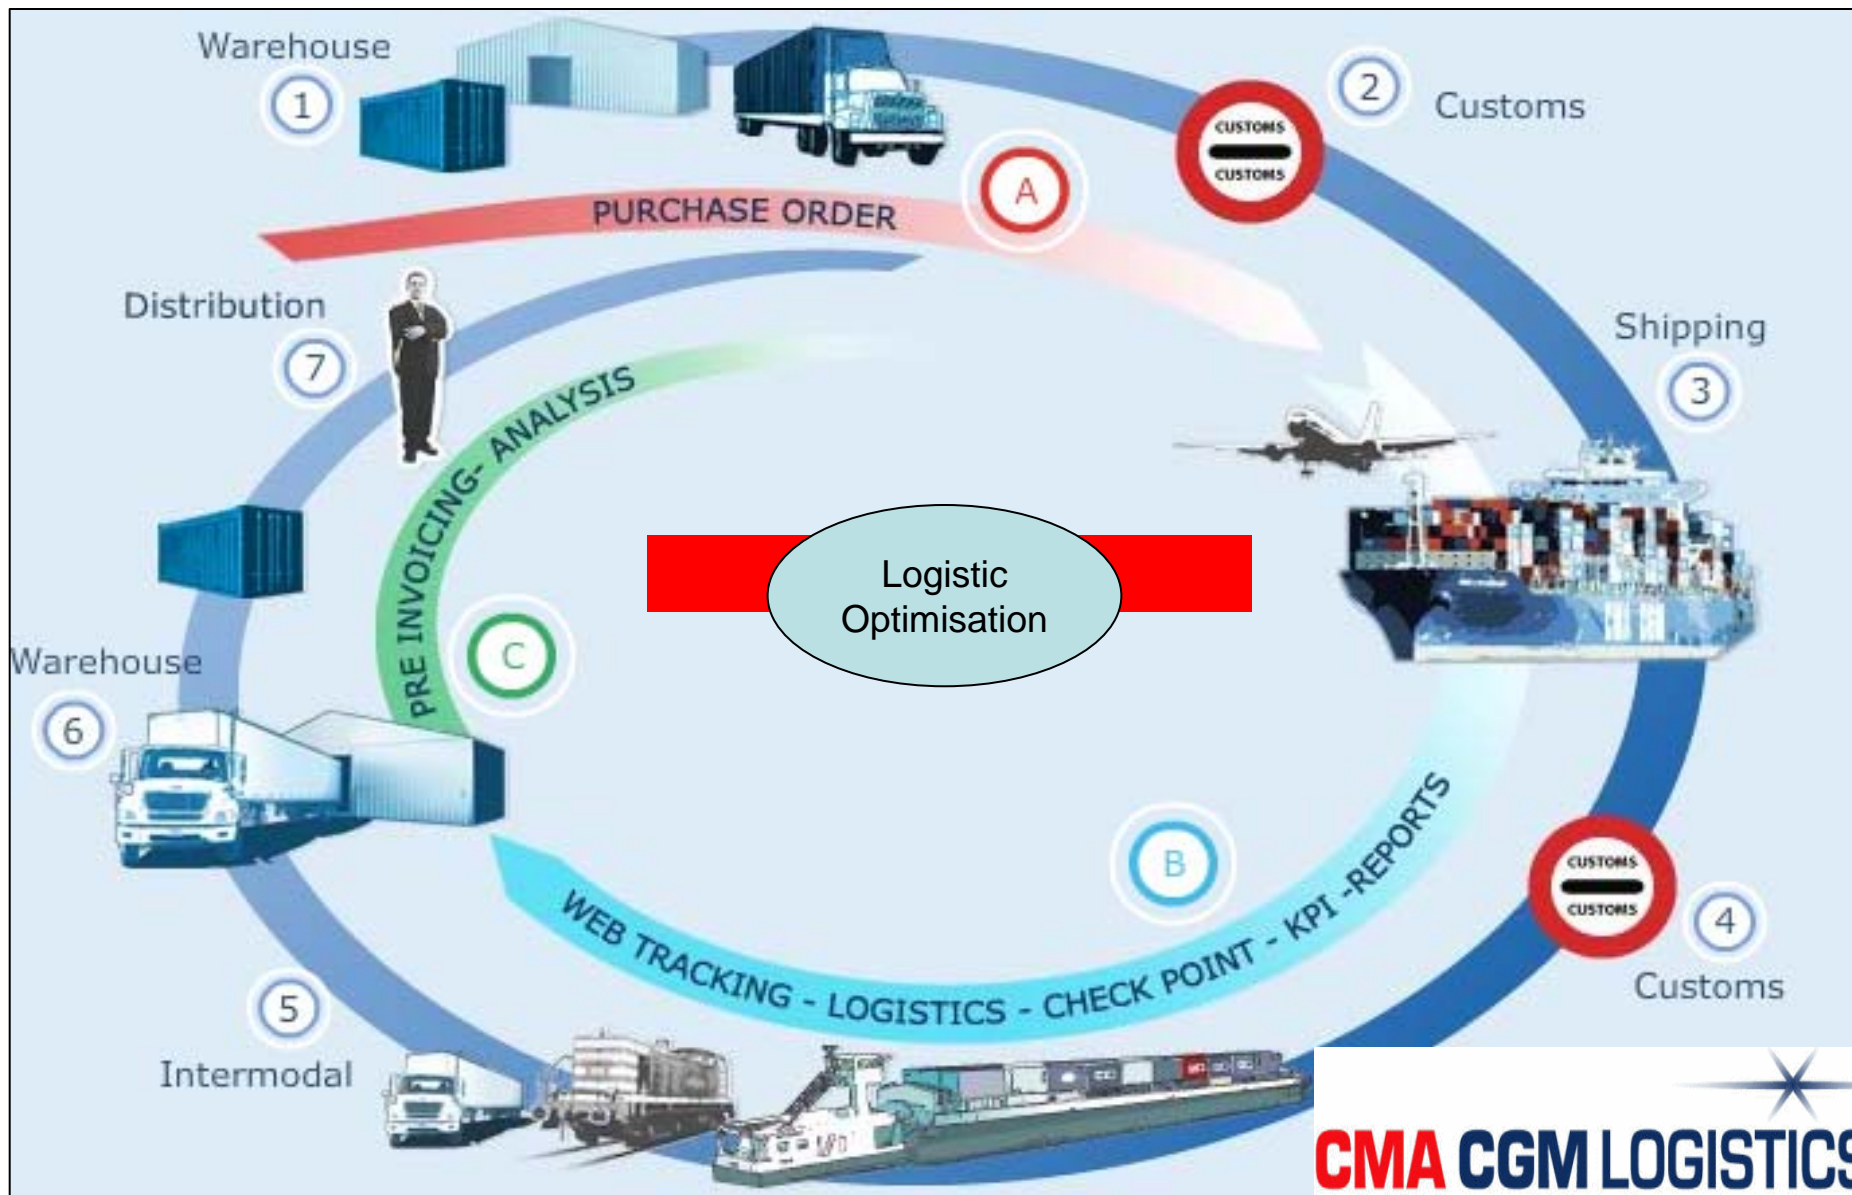 Warehouse
1
2
Customs
CUSTOMS
CUSTOMS
A
PURCHASE ORDER
Distribution
7
Shipping
3
PRE INVOICING- ANALYSIS
Logistic
Optimisation
C
Warehouse
6
B
WEB TRACKING - LOGISTICS - CHECK POINT - KPI -REPORTS
CUSTOMS
CUSTOMS
4
Customs
5
Intermodal
CMA CGM LOGISTICS